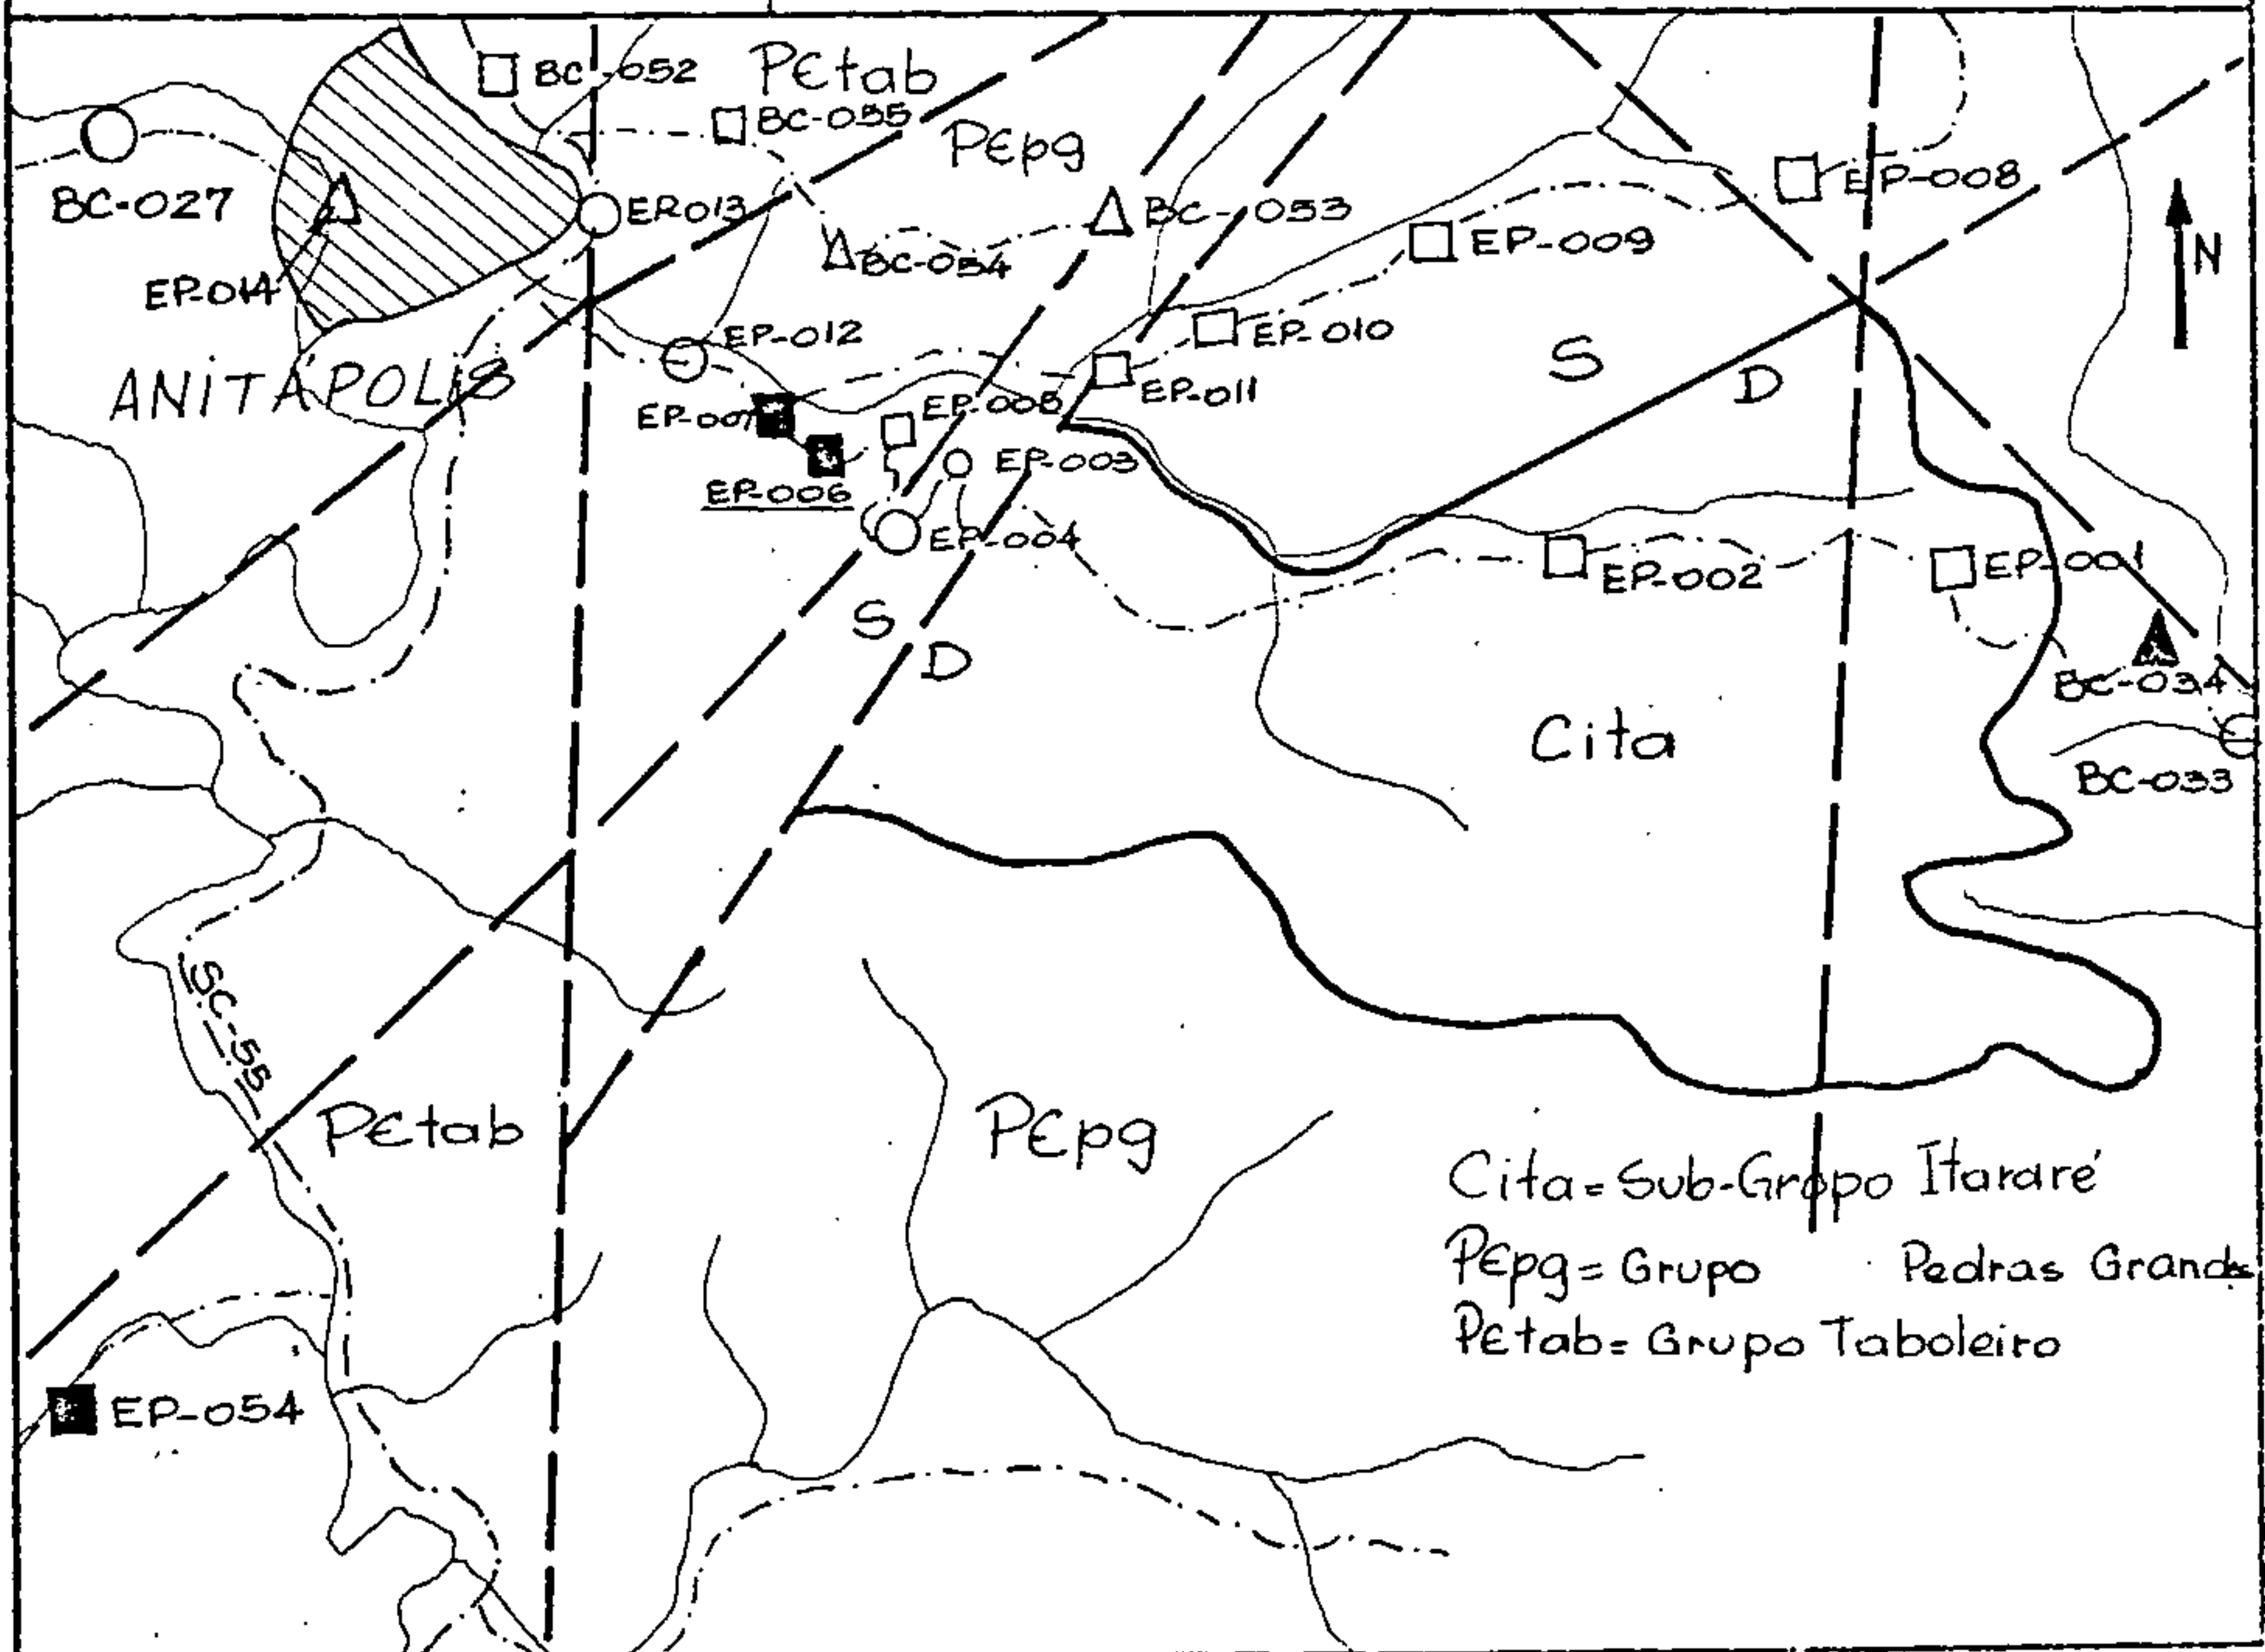 BC-052
PЄtab
BC-055
PЄpg
BC-027
EP-013
BC-053
EP-008
EP-009
N
BC-054
EP-014
EP-012
EP-010
S
D
ANITÁPOLIS
EP-011
EP-007
EP-003
EP-006
EP-004
EP-002
EP-001
S
D
BC-034
Cita
BC-033
SC-55
PЄtab
PЄpg
Cita = Sub-Grupo Itararé
PЄpg = Grupo Pedras Grandes
PЄtab = Grupo Taboleiro
EP-054